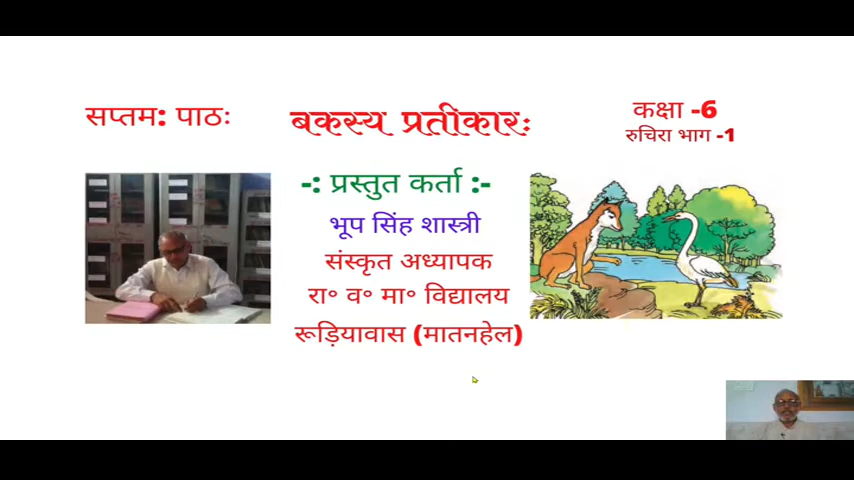 सप्तम: पाठः
बकस्य प्रतीकारः
कक्षा -6
रुचिरा भाग -1
-: प्रस्तुत कर्ता :-
भूप सिंह शास्त्री
संस्कृत अध्यापक
रा॰ व॰ मा॰ विद्यालय
रूड़ियावास (मातनहेल)